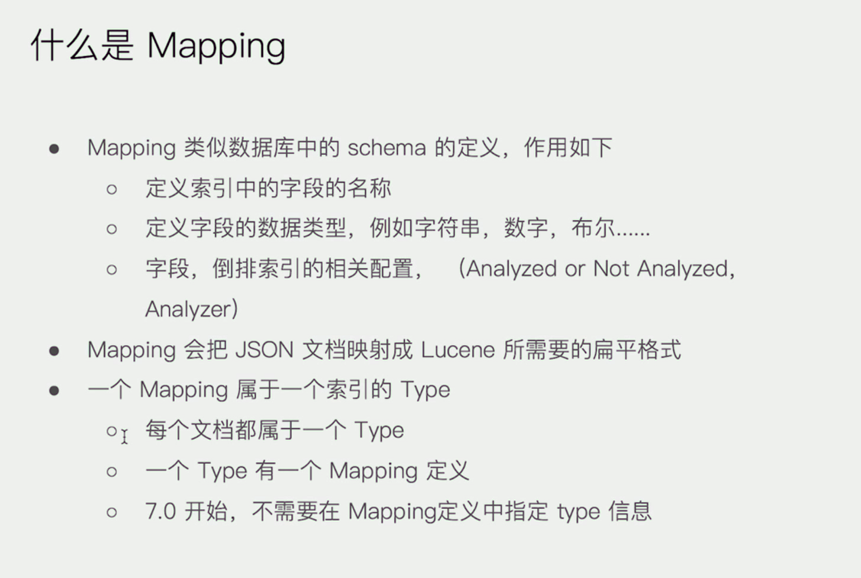 什么是 Mapping
● Mapping 类似数据库中的 schema 的定义，作用如下
○ 定义索引中的字段的名称
○ 定义字段的数据类型，例如字符串，数字，布尔......
○ 字段，倒排索引的相关配置，（Analyzed or Not Analyzed，
Analyzer）
● Mapping 会把 JSON 文档映射成 Lucene 所需要的扁平格式
● 一个 Mapping 属于一个索引的 Type
○ 每个文档都属于一个 Type
○ 一个 Type 有一个 Mapping 定义
○ 7.0 开始，不需要在 Mapping定义中指定 type 信息